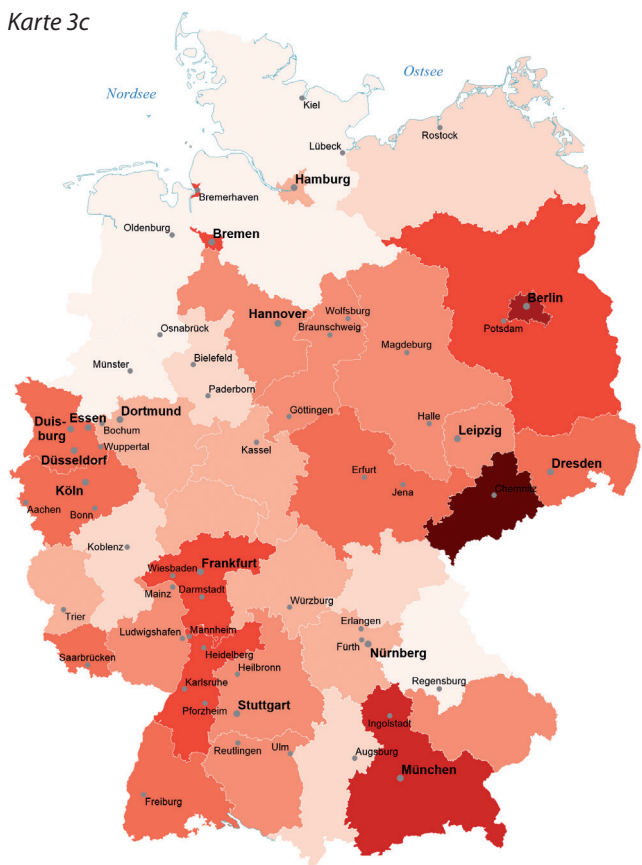 Karte 3c
Ostsee
Nordsee
Kiel
Rostock
Lübeck
Hamburg
Bremerhaven
Oldenburg
Bremen
Berlin
Wolfsburg
Hannover
Potsdam
Braunschweig
Osnabrück
Magdeburg
Bielefeld
Münster
Paderborn
Göttingen
Essen
Dortmund
Duis-
burg
Bochum
Halle
Leipzig
Wuppertal
Kassel
Düsseldorf
Erfurt
Dresden
Köln
Jena
Chemnitz
Aachen
Bonn
Koblenz
Wiesbaden
Frankfurt
Mainz
Darmstadt
Würzburg
Trier
Erlangen
Ludwigshafen
Mannheim
Fürth
Nürnberg
Heidelberg
Saarbrücken
Heilbronn
Karlsruhe
Regensburg
Pforzheim
Stuttgart
Ingolstadt
Reutlingen
Ulm
Augsburg
München
Freiburg